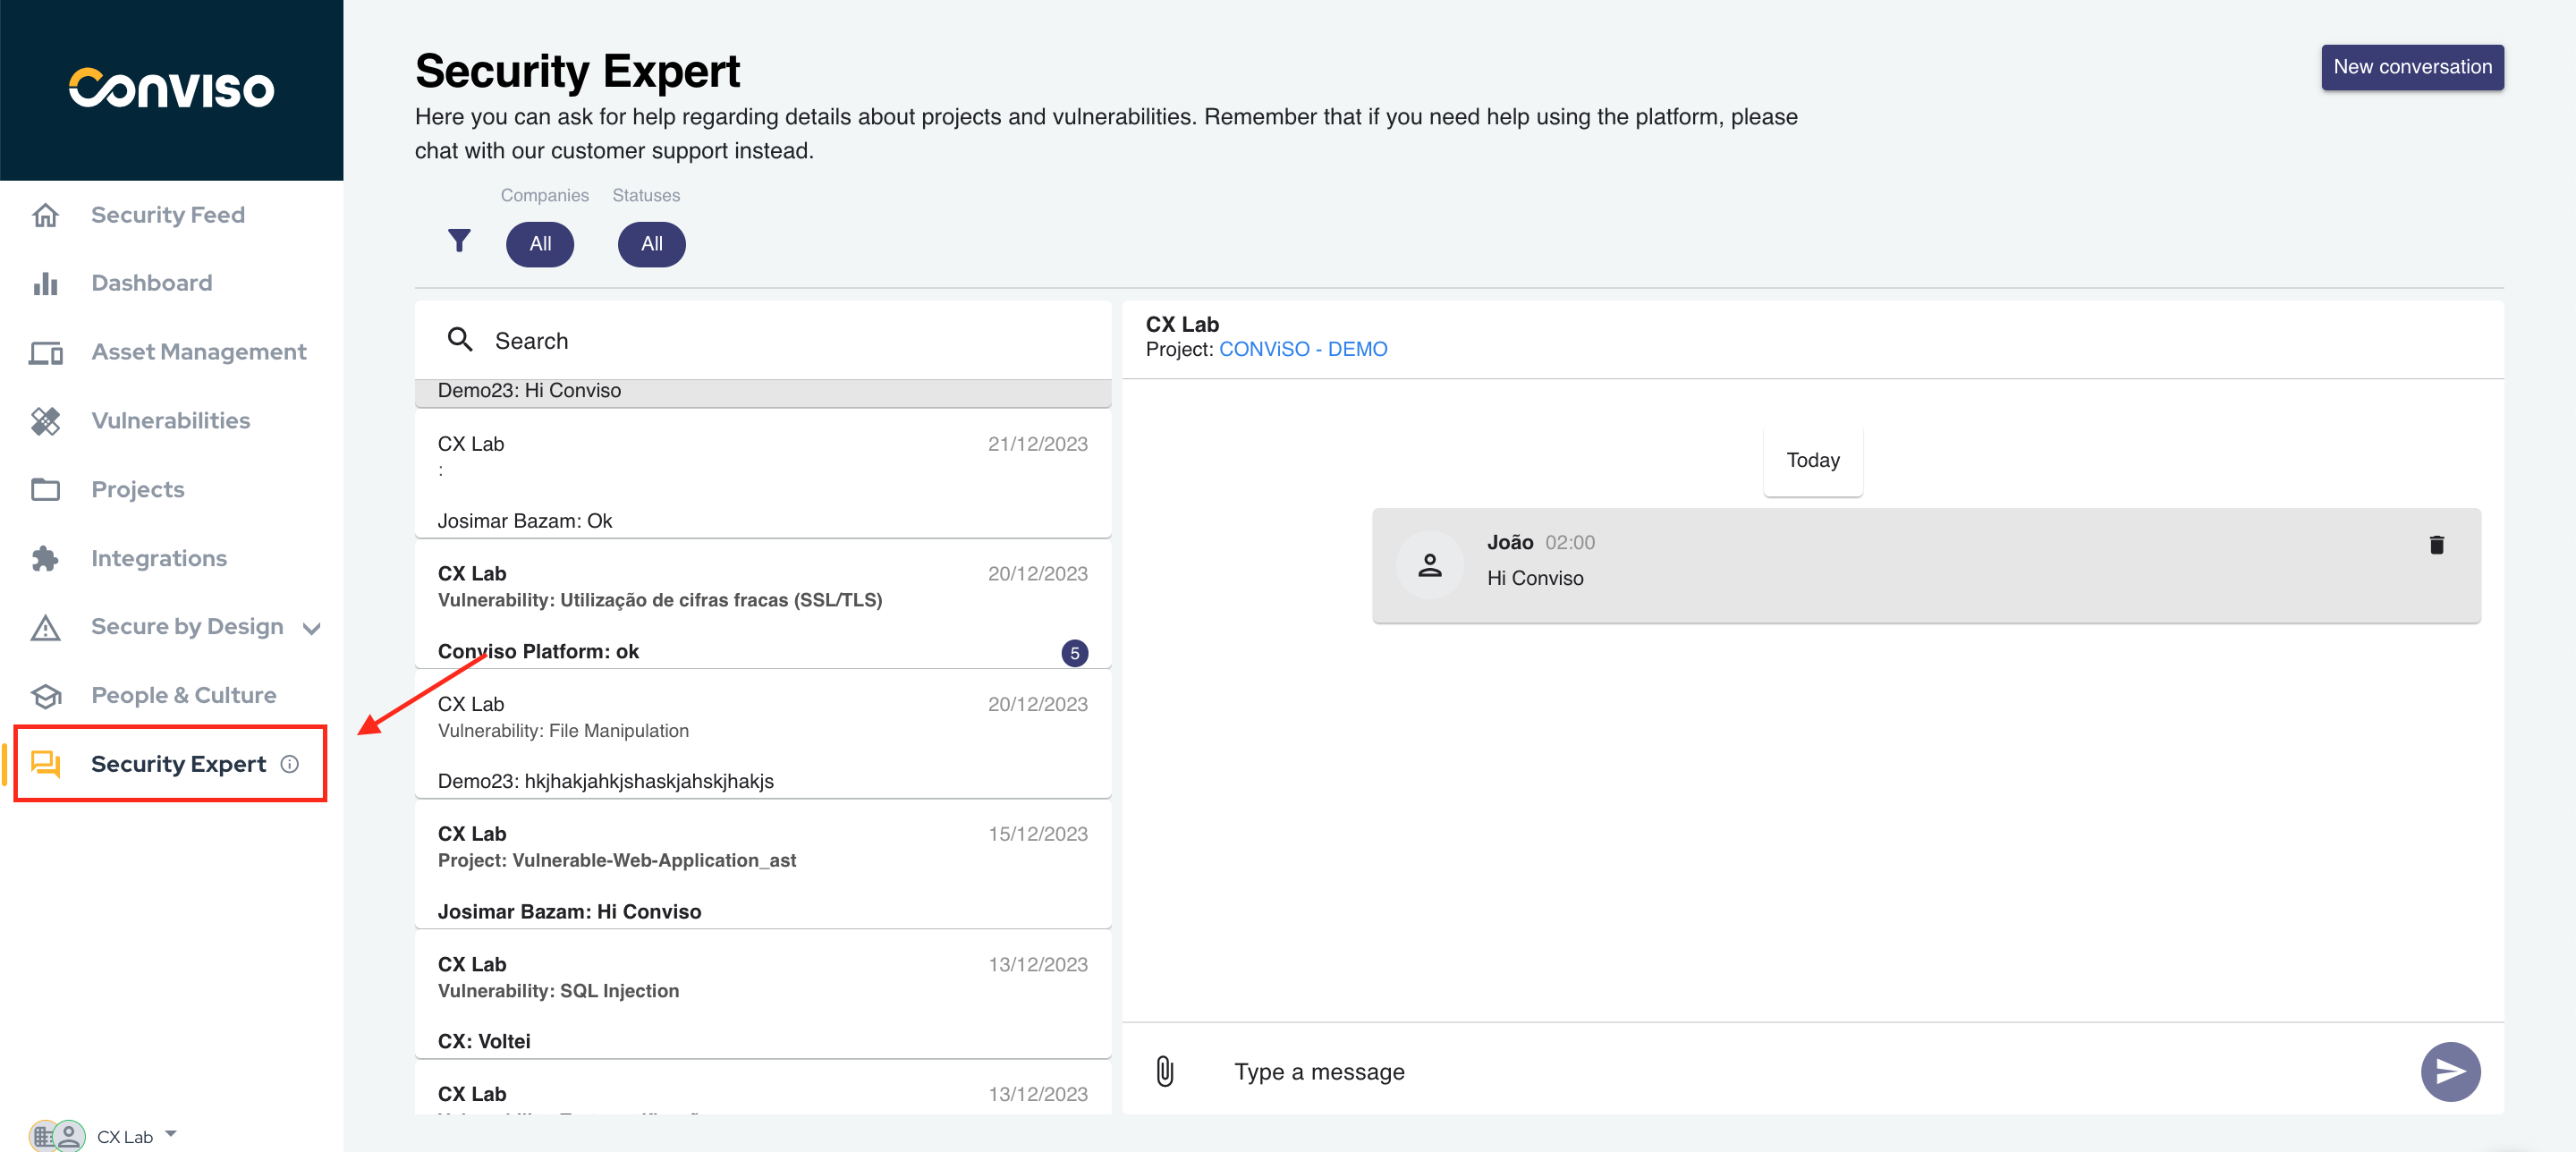 Conviso
Security Feed
Dashboard
Asset Management
Vulnerabilities
Projects
Integrations
Secure by Design
People & Culture
Security Expert
CX Lab
Security Expert
New conversation
Here you can ask for help regarding details about projects and vulnerabilities. Remember that if you need help using the platform, please
chat with our customer support instead.
Companies Statuses
All All
Search
Demo23: Hi Conviso
CX Lab 21/12/2023
:
Josimar Bazam: Ok
CX Lab 20/12/2023
Vulnerability: Utilização de cifras fracas (SSL/TLS)
Conviso Platform: ok 5
CX Lab 20/12/2023
Vulnerability: File Manipulation
Demo23: hkjhakjahkjshaskjahskjhakjs
CX Lab 15/12/2023
Project: Vulnerable-Web-Application_ast
Josimar Bazam: Hi Conviso
CX Lab 13/12/2023
Vulnerability: SQL Injection
CX: Voltei
CX Lab 13/12/2023
CX Lab
Project: CONViSO - DEMO
Today
João 02:00
Hi Conviso
Type a message